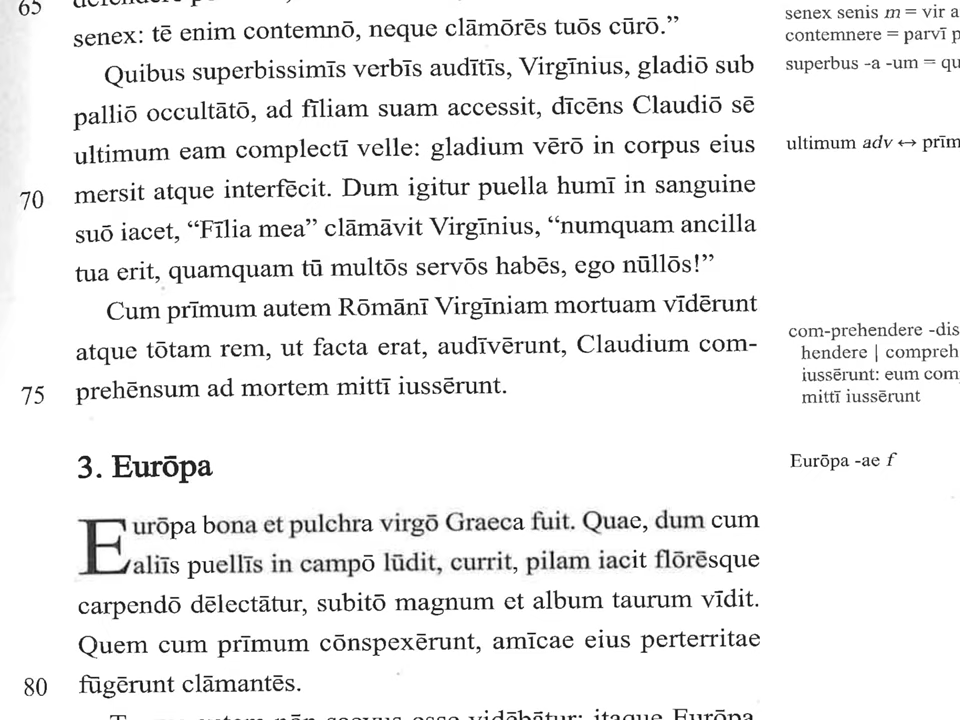 65
senex: tē enim contemnō, neque clāmōrēs tuōs cūrō.”
Quibus superbissimīs verbīs audītīs, Virgīnius, gladiō sub
palliō occultātō, ad fīliam suam accessit, dīcēns Claudiō sē
ultimum eam complectī velle: gladium vērō in corpus eius
70 mersit atque interfēcit. Dum igitur puella humī in sanguine
suō iacet, “Fīlia mea” clāmāvit Virgīnius, “numquam ancilla
tua erit, quamquam tū multōs servōs habēs, ego nūllōs!”
Cum prīmum autem Rōmānī Virgīniam mortuam vīdērunt
atque tōtam rem, ut facta erat, audīvērunt, Claudium com-
75 prehēnsum ad mortem mittī iussērunt.
3. Eurōpa
Eurōpa bona et pulchra virgō Graeca fuit. Quae, dum cum
aliīs puellīs in campō lūdit, currit, pilam iacit flōrēsque
carpendō dēlectātur, subitō magnum et album taurum vīdit.
Quem cum prīmum cōnspexērunt, amīcae eius perterritae
80 fūgērunt clāmantēs.
senex senis m = vir a
contemnere = parvī p
superbus -a -um = qu
ultimum adv ↔ prīm
com-prehendere -dis
hendere | compreh
iussērunt: eum com
mittī iussērunt
Eurōpa -ae f